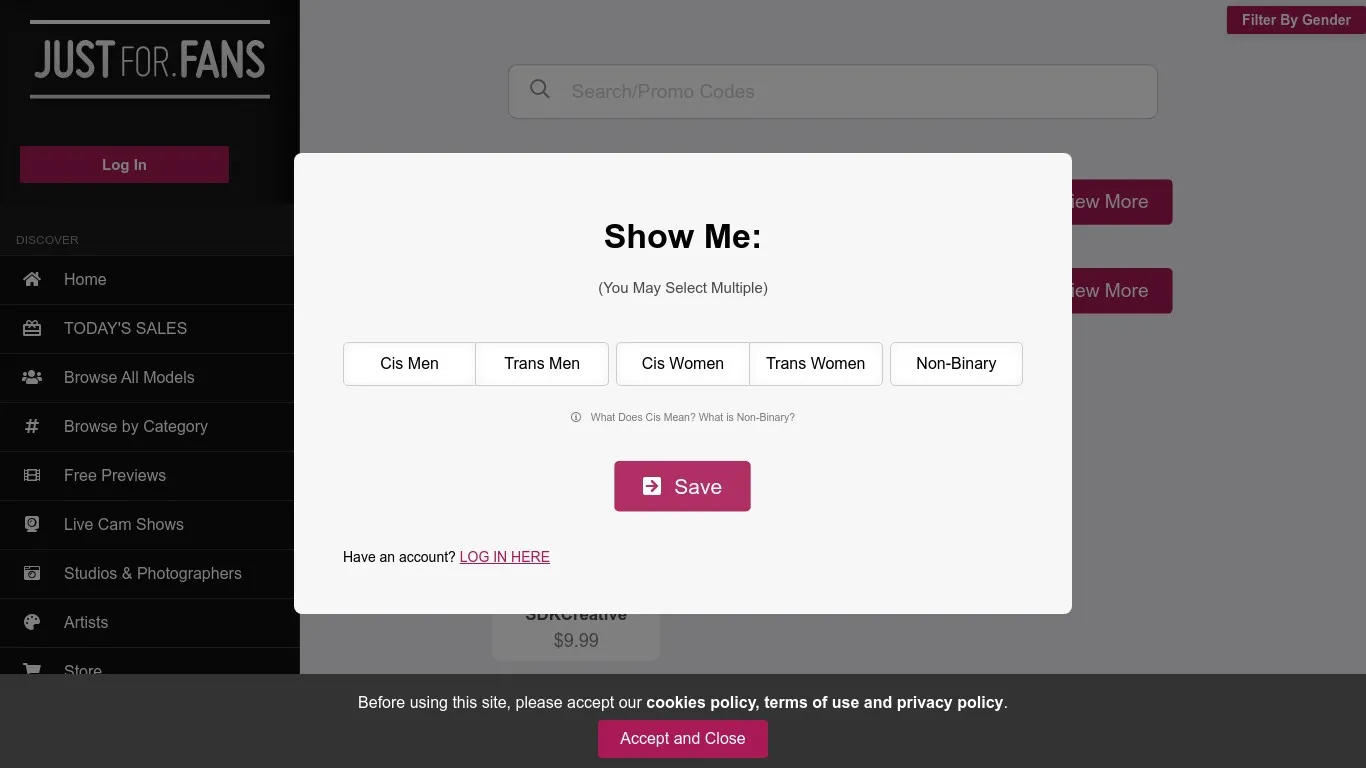 JUSTFOR.FANS
Log In
DISCOVER
Home
TODAY'S SALES
Browse All Models
Browse by Category
Free Previews
Live Cam Shows
Studios & Photographers
Artists
Store
Filter By Gender
Search/Promo Codes
View More
View More
Show Me:
(You May Select Multiple)
Cis Men Trans Men Cis Women Trans Women Non-Binary
What Does Cis Mean? What is Non-Binary?
Save
Have an account? LOG IN HERE
SDKCreative
$9.99
Before using this site, please accept our cookies policy, terms of use and privacy policy.
Accept and Close